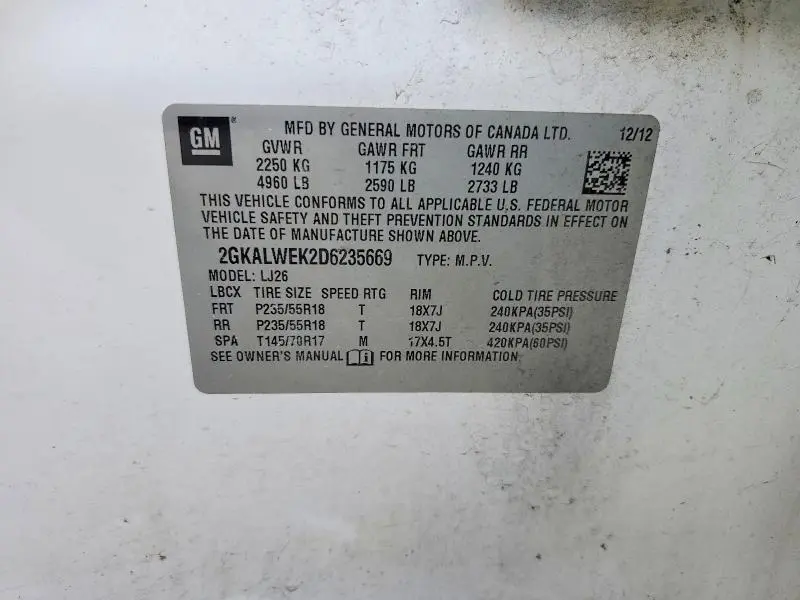 GM ® MFD BY GENERAL MOTORS OF CANADA LTD. 12/12
GVWR GAWR FRT GAWR RR
2250 KG 1175 KG 1240 KG
4960 LB 2590 LB 2733 LB
THIS VEHICLE CONFORMS TO ALL APPLICABLE U.S. FEDERAL MOTOR
VEHICLE SAFETY AND THEFT PREVENTION STANDARDS IN EFFECT ON
THE DATE OF MANUFACTURE SHOWN ABOVE.
2GKALWEK2D6235669 TYPE: M.P.V.
MODEL: LJ26
LBCX TIRE SIZE SPEED RTG RIM COLD TIRE PRESSURE
FRT P235/55R18 T 18X7J 240KPA(35PSI)
RR P235/55R18 T 18X7J 240KPA(35PSI)
SPA T145/70R17 M 17X4.5T 420KPA(60PSI)
SEE OWNER'S MANUAL FOR MORE INFORMATION